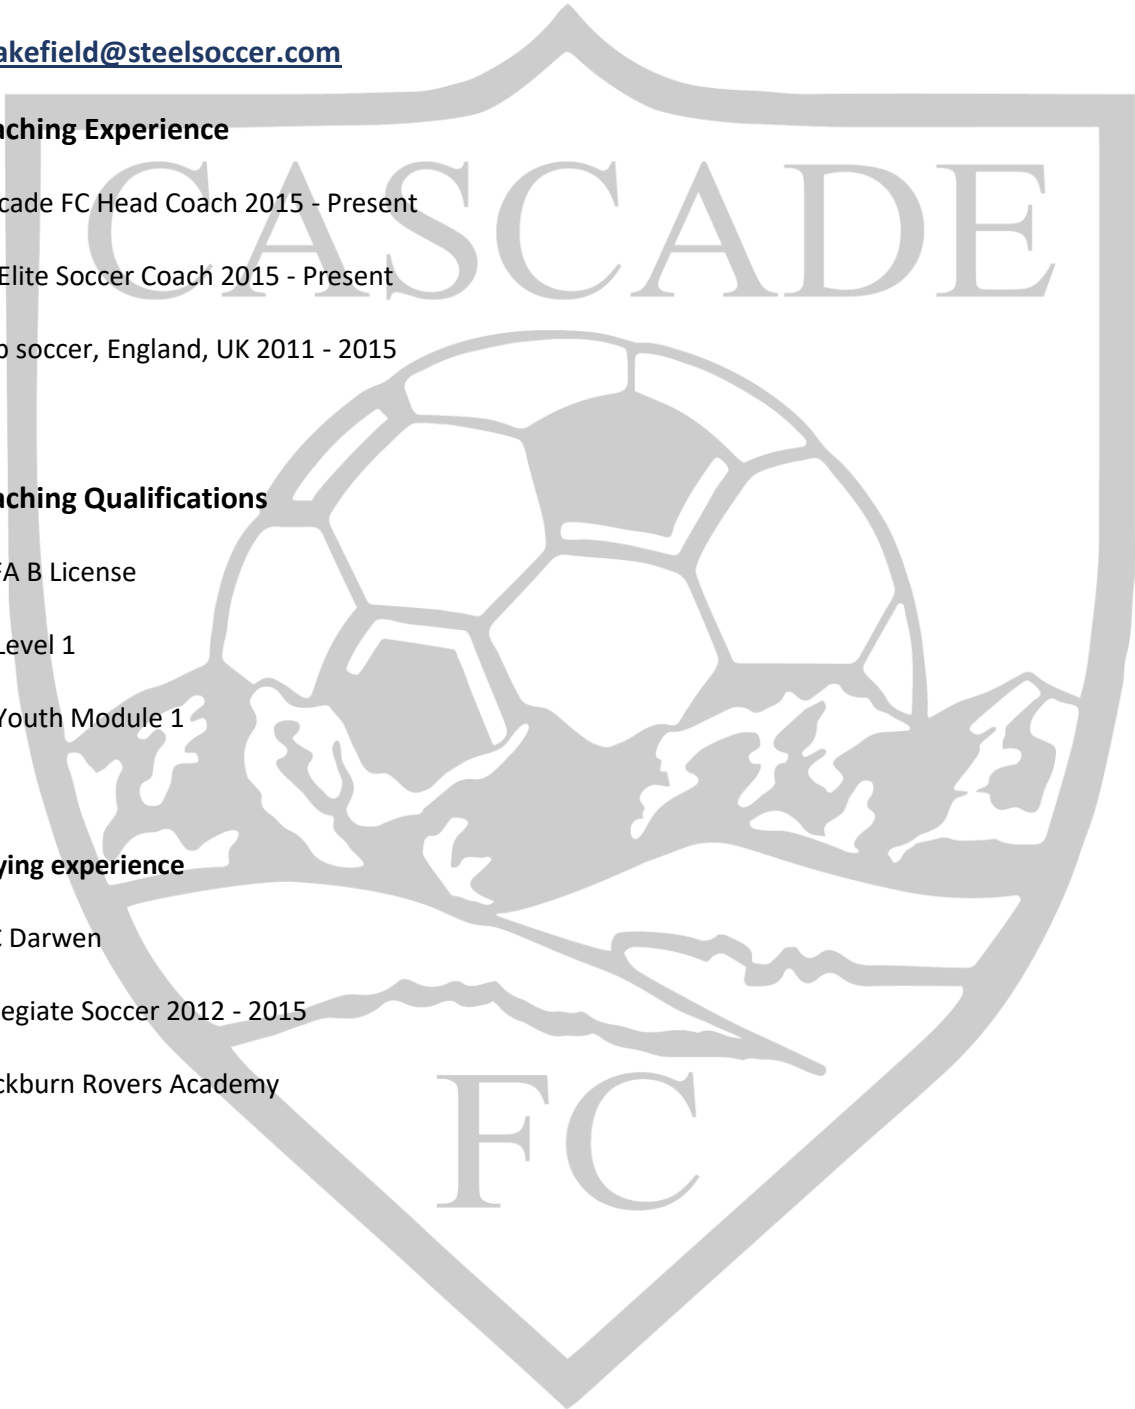 akefield@steelsoccer.com
aching Experience
cade FC Head Coach 2015 - Present
Elite Soccer Coach 2015 - Present
o soccer, England, UK 2011 - 2015
aching Qualifications
FA B License
Level 1
Youth Module 1
ying experience
C Darwen
egiate Soccer 2012 - 2015
ckburn Rovers Academy
CASCADE
FC